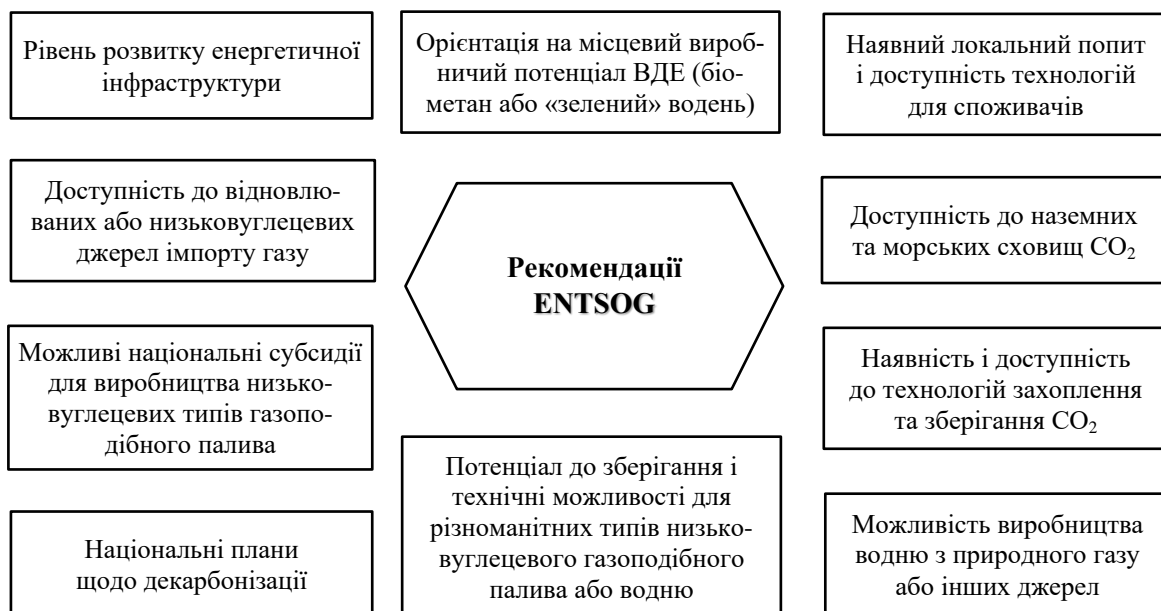 Рівень розвитку енергетичної
інфраструктури
Орієнтація на місцевий вироб-
ничий потенціал ВДЕ (біо-
метан або «зелений» водень)
Наявний локальний попит
і доступність технологій
для споживачів
Доступність до відновлю-
ваних або низьковуглецевих
джерел імпорту газу
Рекомендації
ENTSOG
Доступність до наземних
та морських сховищ CO₂
Можливі національні субсидії
для виробництва низько-
вуглецевих типів газопо-
дібного палива
Наявність і доступність
до технологій захоплення
та зберігання CO₂
Національні плани
щодо декарбонізації
Потенціал до зберігання і
технічні можливості для
різноманітних типів низько-
вуглецевого газоподібного
палива або водню
Можливість виробництва
водню з природного газу
або інших джерел